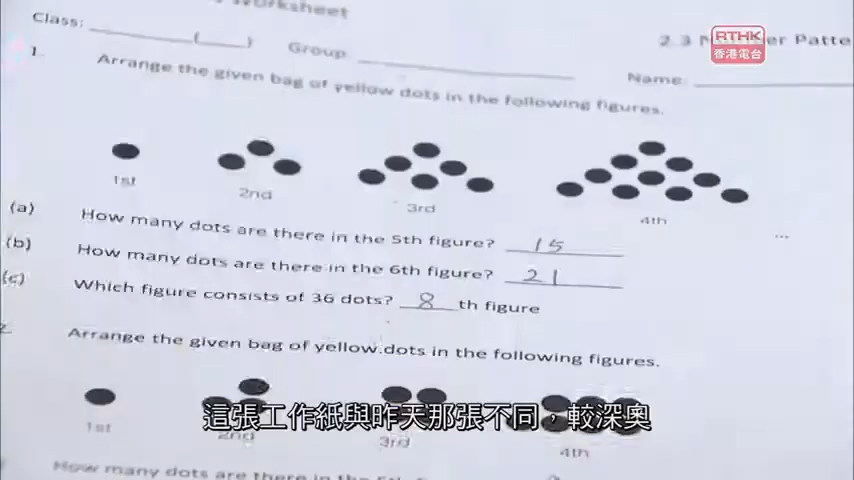 Worksheet
Class: ( )
Group:
2.3 Number Patte
Name:
RTHK
香港電台
1. Arrange the given bag of yellow dots in the following figures.
1st 2nd 3rd 4th ...
(a) How many dots are there in the 5th figure? 15
(b) How many dots are there in the 6th figure? 21
(c) Which figure consists of 36 dots? 8 th figure
2. Arrange the given bag of yellow dots in the following figures.
1st 2nd 3rd 4th
這張工作紙與昨天那張不同，較深奧
How many dots are there in the